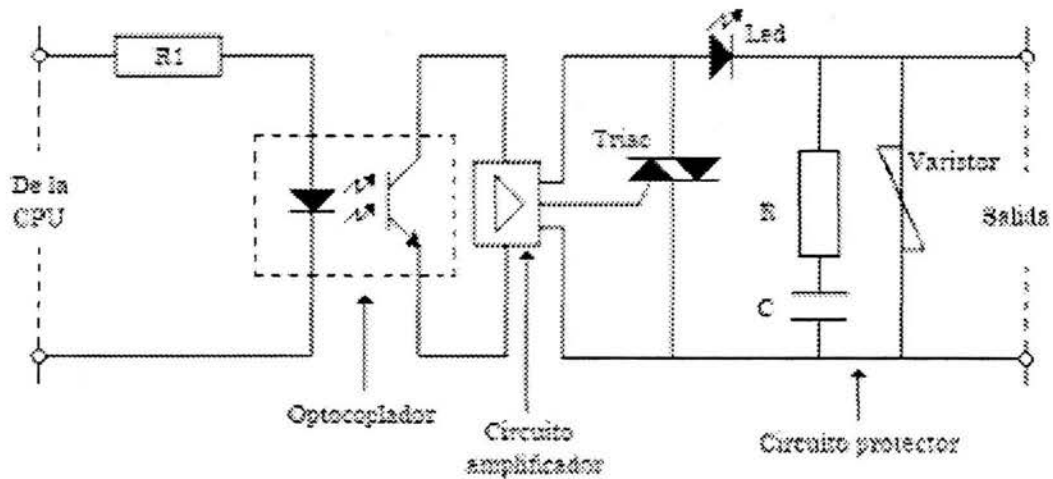 R1
Led
Triac
De la
CPU
Varistor
R
Salida
C
Optocoplador
Circuito
amplificador
Circuito protector